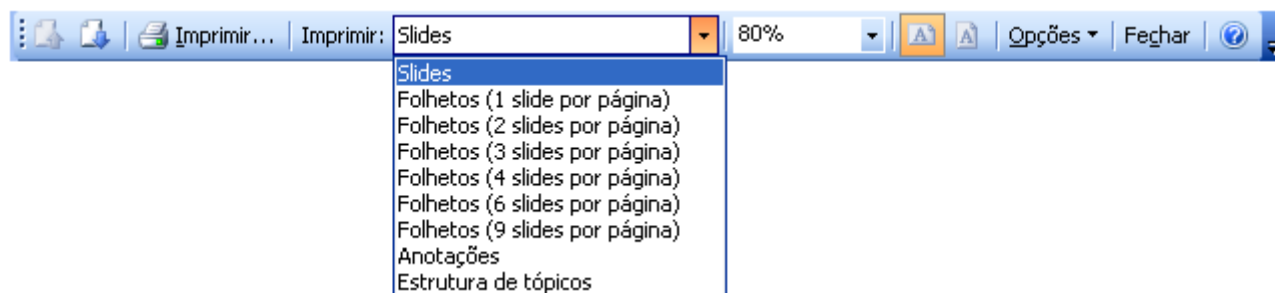 Imprimir... Imprimir: Slides 80% Opções Fechar
Slides
Folhetos (1 slide por página)
Folhetos (2 slides por página)
Folhetos (3 slides por página)
Folhetos (4 slides por página)
Folhetos (6 slides por página)
Folhetos (9 slides por página)
Anotações
Estrutura de tópicos